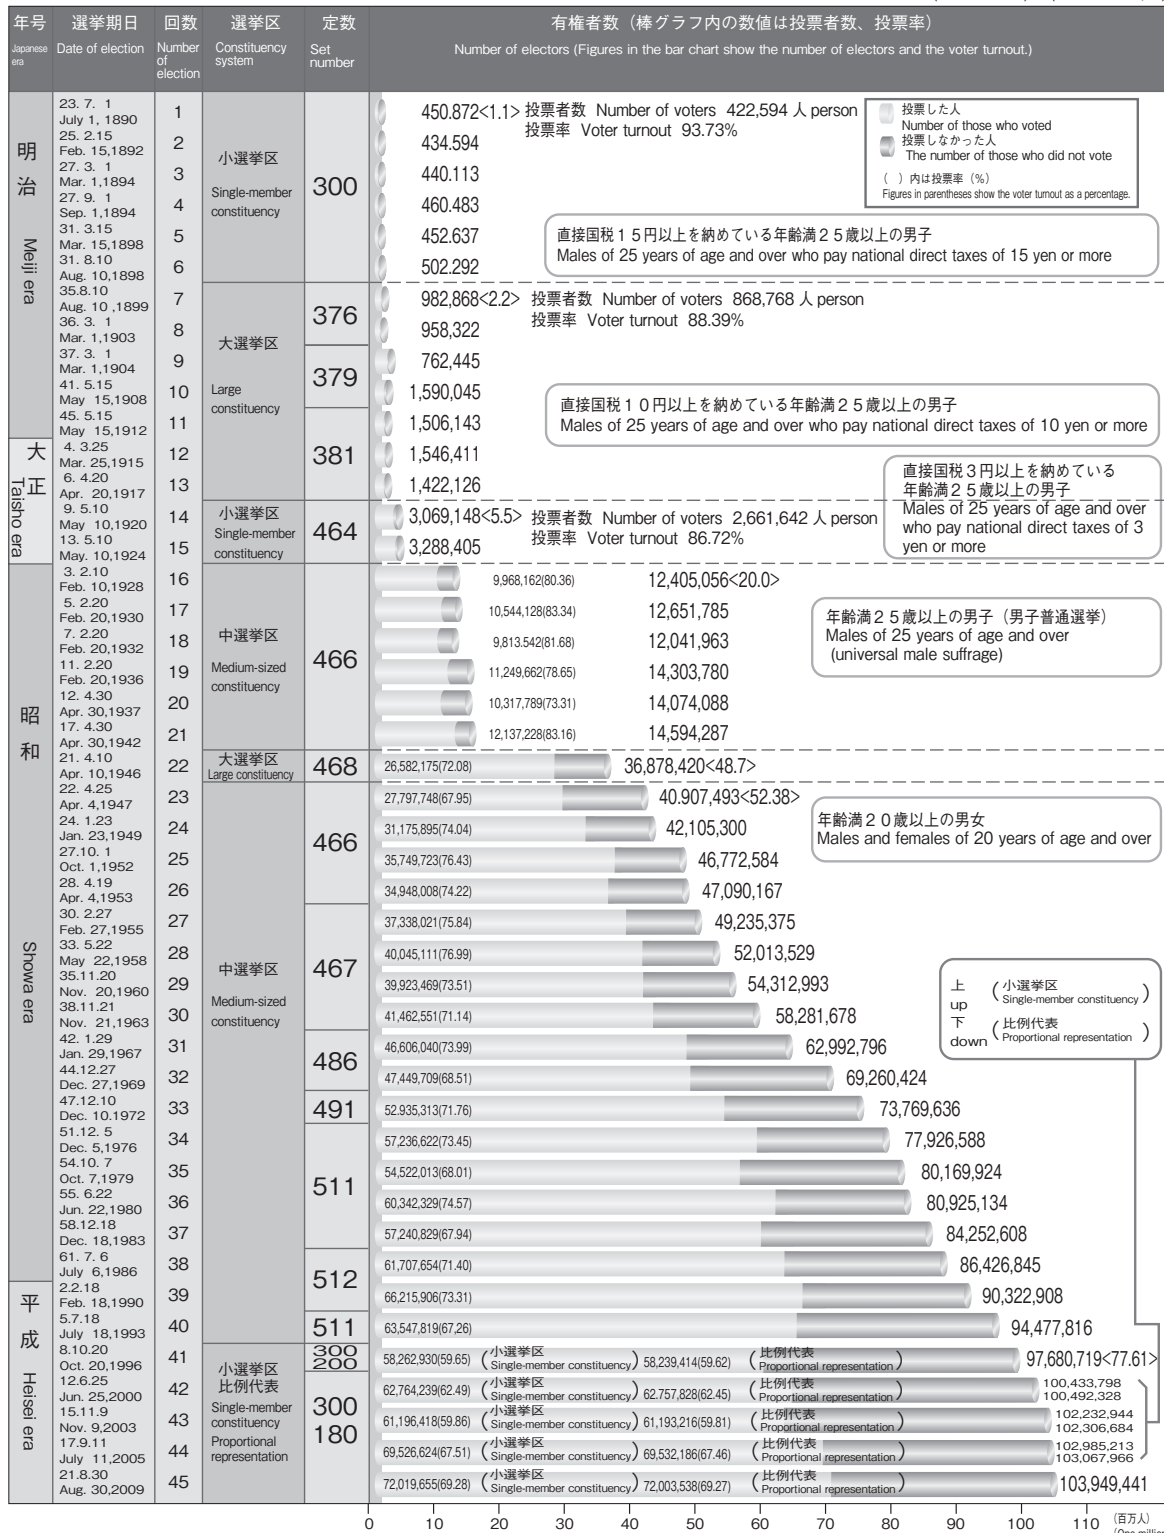 年号 選挙期日 回数 選挙区 定数 有権者数（棒グラフ内の数値は投票者数、投票率）
Japanese era Date of election Number of election Constituency system Set number Number of electors (Figures in the bar chart show the number of electors and the voter turnout.)
投票した人
Number of those who voted
投票しなかった人
The number of those who did not vote
（ ）内は投票率（%）
Figures in parentheses show the voter turnout as a percentage.
明治 Meiji era
小選挙区
Single-member constituency
300
23. 7. 1
July 1, 1890 1 450.872<1.1> 投票者数 Number of voters 422,594 人 person
投票率 Voter turnout 93.73%
25. 2.15
Feb. 15,1892 2 434.594
27. 3. 1
Mar. 1,1894 3 440.113
27. 9. 1
Sep. 1,1894 4 460.483
31. 3.15
Mar. 15,1898 5 452.637
31. 8.10
Aug. 10,1898 6 502.292
直接国税１５円以上を納めている年齢満２５歳以上の男子
Males of 25 years of age and over who pay national direct taxes of 15 yen or more
大選挙区
Large constituency
376
35.8.10
Aug. 10 ,1899 7 982,868<2.2> 投票者数 Number of voters 868,768 人 person
投票率 Voter turnout 88.39%
36. 3. 1
Mar. 1,1903 8 958,322
379
37. 3. 1
Mar. 1,1904 9 762,445
41. 5.15
May 15,1908 10 1,590,045
381
45. 5.15
May 15,1912 11 1,506,143
直接国税１０円以上を納めている年齢満２５歳以上の男子
Males of 25 years of age and over who pay national direct taxes of 10 yen or more
大正 Taisho era
4. 3.25
Mar. 25,1915 12 1,546,411
6. 4.20
Apr. 20,1917 13 1,422,126
小選挙区
Single-member constituency
464
9. 5.10
May 10,1920 14 3,069,148<5.5> 投票者数 Number of voters 2,661,642 人 person
投票率 Voter turnout 86.72%
13. 5.10
May. 10,1924 15 3,288,405
直接国税３円以上を納めている
年齢満２５歳以上の男子
Males of 25 years of age and over
who pay national direct taxes of 3
yen or more
昭和 Showa era
中選挙区
Medium-sized constituency
466
3. 2.10
Feb. 10,1928 16 9,968,162(80.36) 12,405,056<20.0>
5. 2.20
Feb. 20,1930 17 10,544,128(83.34) 12,651,785
7. 2.20
Feb. 20,1932 18 9,813.542(81.68) 12,041,963
11. 2.20
Feb. 20,1936 19 11,249,662(78.65) 14,303,780
12. 4.30
Apr. 30,1937 20 10,317,789(73.31) 14,074,088
17. 4.30
Apr. 30,1942 21 12,137,228(83.16) 14,594,287
年齢満２５歳以上の男子（男子普通選挙）
Males of 25 years of age and over
(universal male suffrage)
大選挙区
Large constituency
468
21. 4.10
Apr. 10,1946 22 26,582,175(72.08) 36,878,420<48.7>
中選挙区
Medium-sized constituency
466
22. 4.25
Apr. 4,1947 23 27,797,748(67.95) 40.907,493<52.38>
24. 1.23
Jan. 23,1949 24 31,175,895(74.04) 42,105,300
27.10. 1
Oct. 1,1952 25 35,749,723(76.43) 46,772,584
28. 4.19
Apr. 4,1953 26 34,948,008(74.22) 47,090,167
年齢満２０歳以上の男女
Males and females of 20 years of age and over
467
30. 2.27
Feb. 27,1955 27 37,338,021(75.84) 49,235,375
33. 5.22
May 22,1958 28 40,045,111(76.99) 52,013,529
35.11.20
Nov. 20,1960 29 39,923,469(73.51) 54,312,993
38.11.21
Nov. 21,1963 30 41,462,551(71.14) 58,281,678
上 up （小選挙区 Single-member constituency）
下 down （比例代表 Proportional representation）
486
42. 1.29
Jan. 29,1967 31 46,606,040(73.99) 62,992,796
44.12.27
Dec. 27,1969 32 47,449,709(68.51) 69,260,424
491
47.12.10
Dec. 10.1972 33 52.935,313(71.76) 73,769,636
511
51.12. 5
Dec. 5,1976 34 57,236,622(73.45) 77,926,588
54.10. 7
Oct. 7,1979 35 54,522,013(68.01) 80,169,924
55. 6.22
Jun. 22,1980 36 60,342,329(74.57) 80,925,134
58.12.18
Dec. 18,1983 37 57,240,829(67.94) 84,252,608
512
61. 7. 6
July 6,1986 38 61,707,654(71.40) 86,426,845
平成 Heisei era
2.2.18
Feb. 18,1990 39 66,215,906(73.31) 90,322,908
511
5.7.18
July 18,1993 40 63,547,819(67,26) 94,477,816
小選挙区
比例代表
Single-member constituency
Proportional representation
300
200
8.10.20
Oct. 20,1996 41 58,262,930(59.65) （小選挙区 Single-member constituency） 58,239,414(59.62) （比例代表 Proportional representation） 97,680,719<77.61>
300
180
12.6.25
Jun. 25,2000 42 62,764,239(62.49) （小選挙区 Single-member constituency） 62.757,828(62.45) （比例代表 Proportional representation） 100,433,798
100,492,328
15.11.9
Nov. 9,2003 43 61,196,418(59.86) （小選挙区 Single-member constituency） 61,193,216(59.81) （比例代表 Proportional representation） 102,232,944
102,306,684
17.9.11
July 11,2005 44 69,526,624(67.51) （小選挙区 Single-member constituency） 69,532,186(67.46) （比例代表 Proportional representation） 102,985,213
103,067,966
21.8.30
Aug. 30,2009 45 72,019,655(69.28) （小選挙区 Single-member constituency） 72,003,538(69.27) （比例代表 Proportional representation） 103,949,441
0 10 20 30 40 50 60 70 80 90 100 110 （百万人）